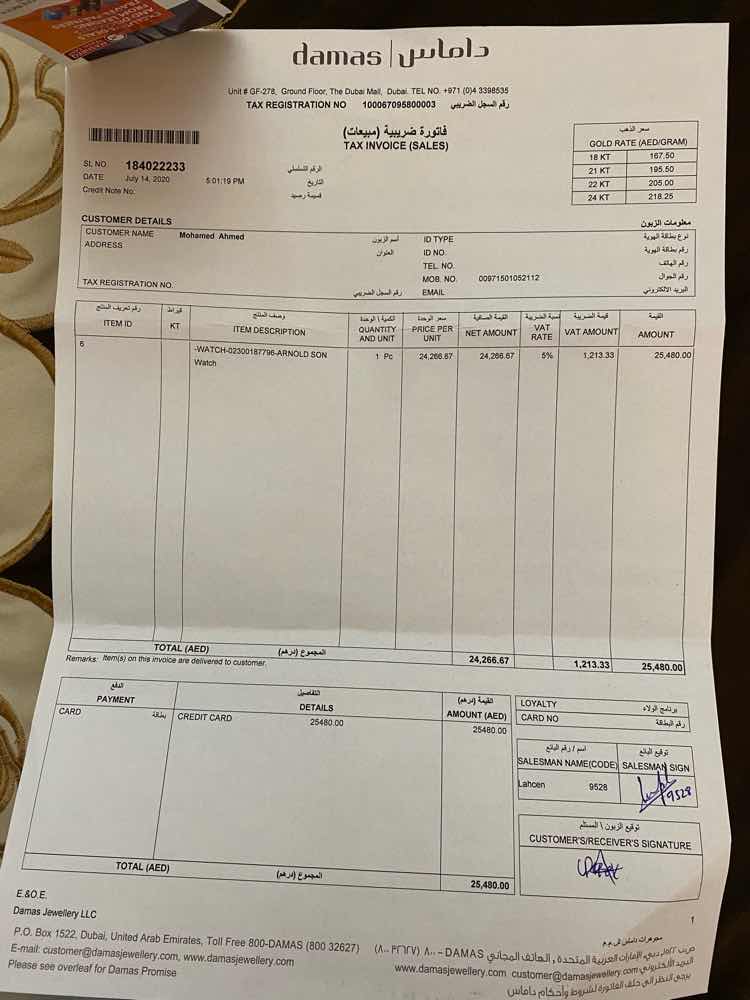 damas | داماس
Unit # GF-278, Ground Floor, The Dubai Mall, Dubai. TEL NO. +971 (0)4 3398535
TAX REGISTRATION NO 100067095800003 رقم السجل الضريبي
فاتورة ضريبية (مبيعات)
TAX INVOICE (SALES)
سعر الذهب
GOLD RATE (AED/GRAM)
18 KT 167.50
21 KT 195.50
22 KT 205.00
24 KT 218.25
SL NO. 184022233 الرقم التسلسلي
DATE July 14, 2020 5:01:19 PM التاريخ
Credit Note No: قسيمة رصيد
CUSTOMER DETAILS معلومات الزبون
CUSTOMER NAME Mohamed Ahmed اسم الزبون ID TYPE نوع بطاقة الهوية
ADDRESS العنوان ID NO. رقم بطاقة الهوية
TEL. NO. رقم الهاتف
MOB. NO. 00971501052112 رقم الجوال
TAX REGISTRATION NO. رقم السجل الضريبي EMAIL البريد الالكتروني
رقم تعريف المنتج قيراط وصف المنتج الكمية \ الوحدة سعر الوحدة القيمة الصافية نسبة الضريبة قيمة الضريبة القيمة
ITEM ID KT ITEM DESCRIPTION QUANTITY AND UNIT PRICE PER UNIT NET AMOUNT VAT RATE VAT AMOUNT AMOUNT
6 -WATCH-02300187796-ARNOLD SON 1 Pc 24,266.67 24,266.67 5% 1,213.33 25,480.00
Watch
TOTAL (AED) المجموع (درهم) 24,266.67 1,213.33 25,480.00
Remarks: Item(s) on this invoice are delivered to customer.
الدفع التفاصيل القيمة (درهم)
PAYMENT DETAILS AMOUNT (AED)
CARD بطاقة CREDIT CARD 25480.00 25480.00
TOTAL (AED) المجموع (درهم) 25,480.00
LOYALTY برنامج الولاء
CARD NO رقم البطاقة
اسم / رقم البائع توقيع البائع
SALESMAN NAME(CODE) SALESMAN SIGN
Lahcen 9528 9528
توقيع الزبون \ المستلم
CUSTOMER'S/RECEIVER'S SIGNATURE
E.&O.E.
1
Damas Jewellery LLC مجوهرات داماس ش.ذ.م.م
P.O. Box 1522, Dubai, United Arab Emirates, Toll Free 800-DAMAS (800 32627)
ص.ب ١٥٢٢، دبي، الإمارات العربية المتحدة، الهاتف المجاني DAMAS - ٨٠٠ (٨٠٠ ٣٢٦٢٧)
E-mail: customer@damasjewellery.com, www.damasjewellery.com
البريد الالكتروني customer@damasjewellery.com www.damasjewellery.com
Please see overleaf for Damas Promise
يرجى النظر الى خلف الفاتورة لشروط وأحكام داماس